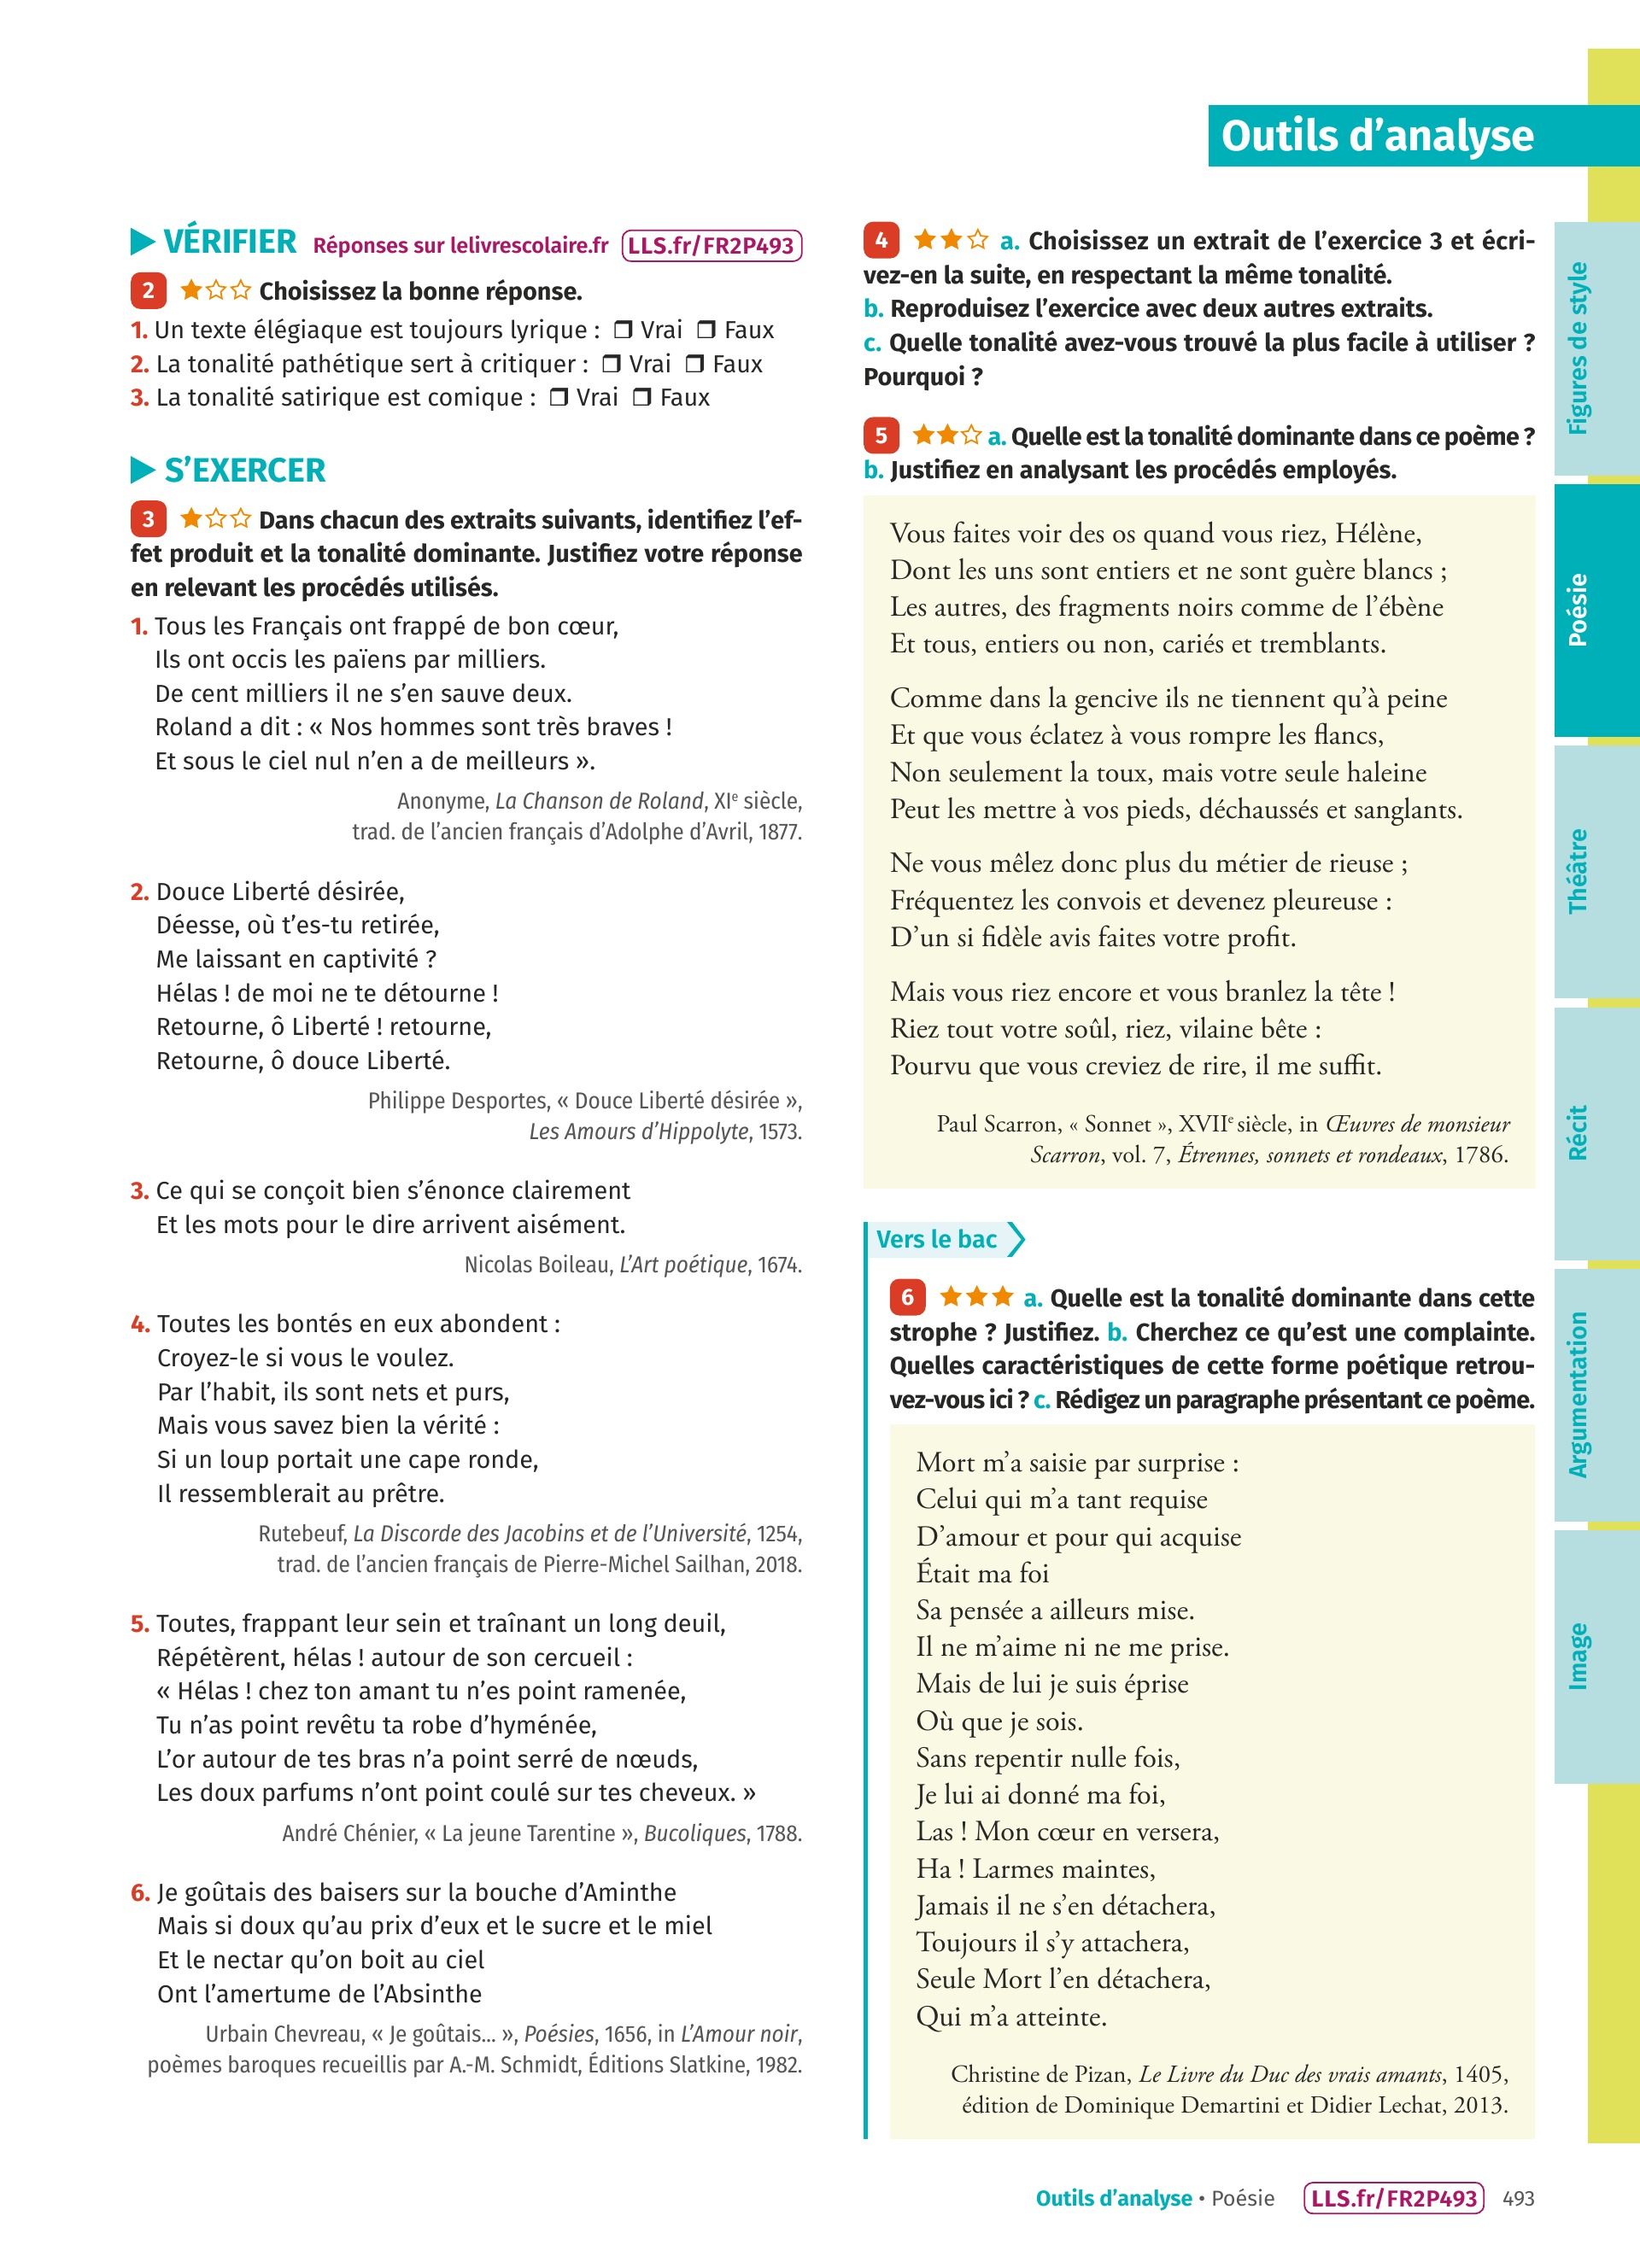 Outils d’analyse
▶ VÉRIFIER Réponses sur lelivrescolaire.fr LLS.fr/FR2P493
2 ★☆☆ Choisissez la bonne réponse.
1. Un texte élégiaque est toujours lyrique : ❒ Vrai ❒ Faux
2. La tonalité pathétique sert à critiquer : ❒ Vrai ❒ Faux
3. La tonalité satirique est comique : ❒ Vrai ❒ Faux
▶ S’EXERCER
3 ★☆☆ Dans chacun des extraits suivants, identifiez l’ef-
fet produit et la tonalité dominante. Justifiez votre réponse
en relevant les procédés utilisés.
1. Tous les Français ont frappé de bon cœur,
Ils ont occis les païens par milliers.
De cent milliers il ne s’en sauve deux.
Roland a dit : « Nos hommes sont très braves !
Et sous le ciel nul n’en a de meilleurs ».
Anonyme, La Chanson de Roland, XIe siècle,
trad. de l’ancien français d’Adolphe d’Avril, 1877.
2. Douce Liberté désirée,
Déesse, où t’es-tu retirée,
Me laissant en captivité ?
Hélas ! de moi ne te détourne !
Retourne, ô Liberté ! retourne,
Retourne, ô douce Liberté.
Philippe Desportes, « Douce Liberté désirée »,
Les Amours d’Hippolyte, 1573.
3. Ce qui se conçoit bien s’énonce clairement
Et les mots pour le dire arrivent aisément.
Nicolas Boileau, L’Art poétique, 1674.
4. Toutes les bontés en eux abondent :
Croyez-le si vous le voulez.
Par l’habit, ils sont nets et purs,
Mais vous savez bien la vérité :
Si un loup portait une cape ronde,
Il ressemblerait au prêtre.
Rutebeuf, La Discorde des Jacobins et de l’Université, 1254,
trad. de l’ancien français de Pierre-Michel Sailhan, 2018.
5. Toutes, frappant leur sein et traînant un long deuil,
Répétèrent, hélas ! autour de son cercueil :
« Hélas ! chez ton amant tu n’es point ramenée,
Tu n’as point revêtu ta robe d’hyménée,
L’or autour de tes bras n’a point serré de nœuds,
Les doux parfums n’ont point coulé sur tes cheveux. »
André Chénier, « La jeune Tarentine », Bucoliques, 1788.
6. Je goûtais des baisers sur la bouche d’Aminthe
Mais si doux qu’au prix d’eux et le sucre et le miel
Et le nectar qu’on boit au ciel
Ont l’amertume de l’Absinthe
Urbain Chevreau, « Je goûtais... », Poésies, 1656, in L’Amour noir,
poèmes baroques recueillis par A.-M. Schmidt, Éditions Slatkine, 1982.
4 ★★☆ a. Choisissez un extrait de l’exercice 3 et écri-
vez-en la suite, en respectant la même tonalité.
b. Reproduisez l’exercice avec deux autres extraits.
c. Quelle tonalité avez-vous trouvé la plus facile à utiliser ?
Pourquoi ?
5 ★★☆ a. Quelle est la tonalité dominante dans ce poème ?
b. Justifiez en analysant les procédés employés.
Vous faites voir des os quand vous riez, Hélène,
Dont les uns sont entiers et ne sont guère blancs ;
Les autres, des fragments noirs comme de l’ébène
Et tous, entiers ou non, cariés et tremblants.
Comme dans la gencive ils ne tiennent qu’à peine
Et que vous éclatez à vous rompre les flancs,
Non seulement la toux, mais votre seule haleine
Peut les mettre à vos pieds, déchaussés et sanglants.
Ne vous mêlez donc plus du métier de rieuse ;
Fréquentez les convois et devenez pleureuse :
D’un si fidèle avis faites votre profit.
Mais vous riez encore et vous branlez la tête !
Riez tout votre soûl, riez, vilaine bête :
Pourvu que vous creviez de rire, il me suffit.
Paul Scarron, « Sonnet », XVIIe siècle, in Œuvres de monsieur
Scarron, vol. 7, Étrennes, sonnets et rondeaux, 1786.
Vers le bac
6 ★★★ a. Quelle est la tonalité dominante dans cette
strophe ? Justifiez. b. Cherchez ce qu’est une complainte.
Quelles caractéristiques de cette forme poétique retrou-
vez-vous ici ? c. Rédigez un paragraphe présentant ce poème.
Mort m’a saisie par surprise :
Celui qui m’a tant requise
D’amour et pour qui acquise
Était ma foi
Sa pensée a ailleurs mise.
Il ne m’aime ni ne me prise.
Mais de lui je suis éprise
Où que je sois.
Sans repentir nulle fois,
Je lui ai donné ma foi,
Las ! Mon cœur en versera,
Ha ! Larmes maintes,
Jamais il ne s’en détachera,
Toujours il s’y attachera,
Seule Mort l’en détachera,
Qui m’a atteinte.
Christine de Pizan, Le Livre du Duc des vrais amants, 1405,
édition de Dominique Demartini et Didier Lechat, 2013.
Figures de style
Poésie
Théâtre
Récit
Argumentation
Image
Outils d’analyse • Poésie LLS.fr/FR2P493 493